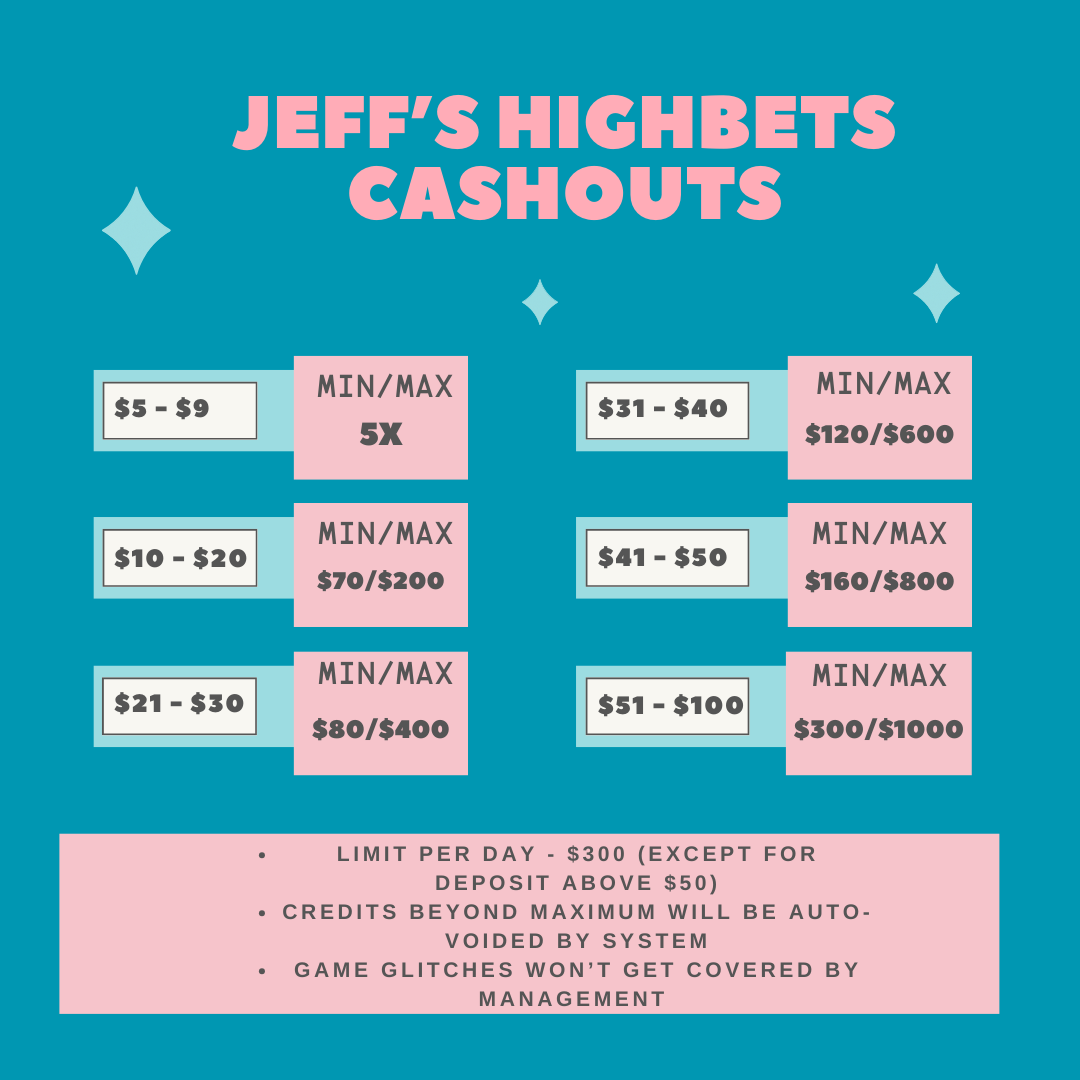 JEFF'S HIGHBETS
CASHOUTS
$5 - $9
MIN/MAX
5X
$31 - $40
MIN/MAX
$120/$600
$10 - $20
MIN/MAX
$70/$200
$41 - $50
MIN/MAX
$160/$800
$21 - $30
MIN/MAX
$80/$400
$51 - $100
MIN/MAX
$300/$1000
• LIMIT PER DAY - $300 (EXCEPT FOR
DEPOSIT ABOVE $50)
• CREDITS BEYOND MAXIMUM WILL BE AUTO-
VOIDED BY SYSTEM
• GAME GLITCHES WON'T GET COVERED BY
MANAGEMENT